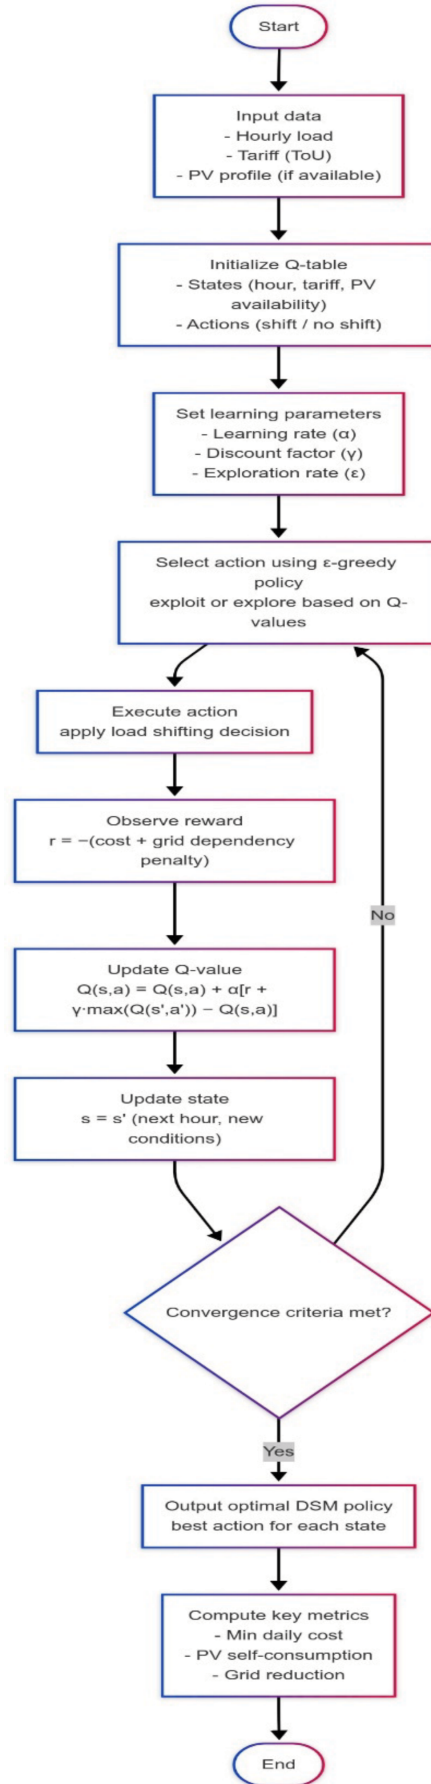 Start
Input data
- Hourly load
- Tariff (ToU)
- PV profile (if available)
Initialize Q-table
- States (hour, tariff, PV
availability)
- Actions (shift / no shift)
Set learning parameters
- Learning rate (α)
- Discount factor (γ)
- Exploration rate (ε)
Select action using ε-greedy
policy
exploit or explore based on Q-
values
Execute action
apply load shifting decision
Observe reward
r = −(cost + grid dependency
penalty)
No
Update Q-value
Q(s,a) = Q(s,a) + α[r +
γ·max(Q(s',a')) − Q(s,a)]
Update state
s = s' (next hour, new
conditions)
Convergence criteria met?
Yes
Output optimal DSM policy
best action for each state
Compute key metrics
- Min daily cost
- PV self-consumption
- Grid reduction
End